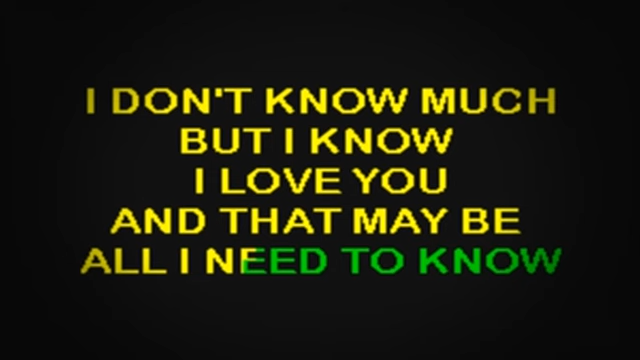 I DON'T KNOW MUCH
BUT I KNOW
I LOVE YOU
AND THAT MAY BE
ALL I NEED TO KNOW